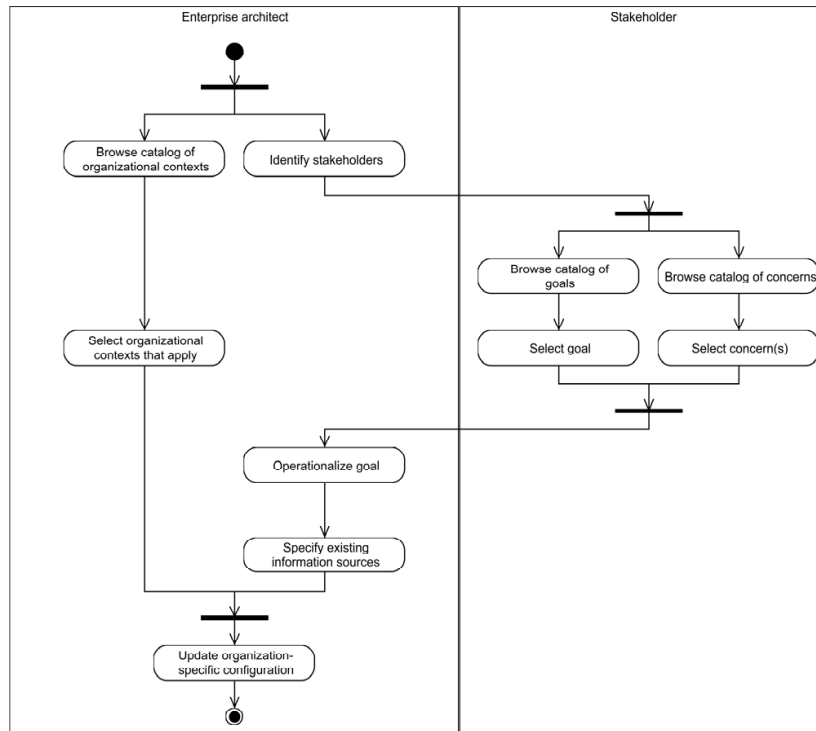 Enterprise architect
Stakeholder
Browse catalog of
organizational contexts
Identify stakeholders
Browse catalog of
goals
Browse catalog of concerns
Select organizational
contexts that apply
Select goal
Select concern(s)
Operationalize goal
Specify existing
information sources
Update organization-
specific configuration